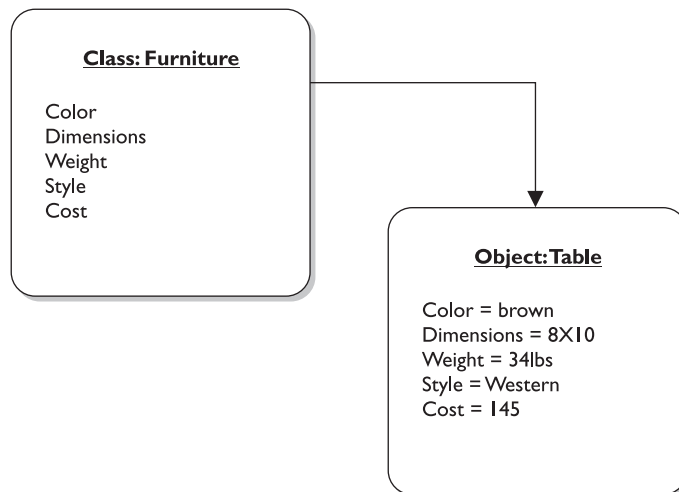 Class: Furniture
Color
Dimensions
Weight
Style
Cost
Object: Table
Color = brown
Dimensions = 8X10
Weight = 34lbs
Style = Western
Cost = 145